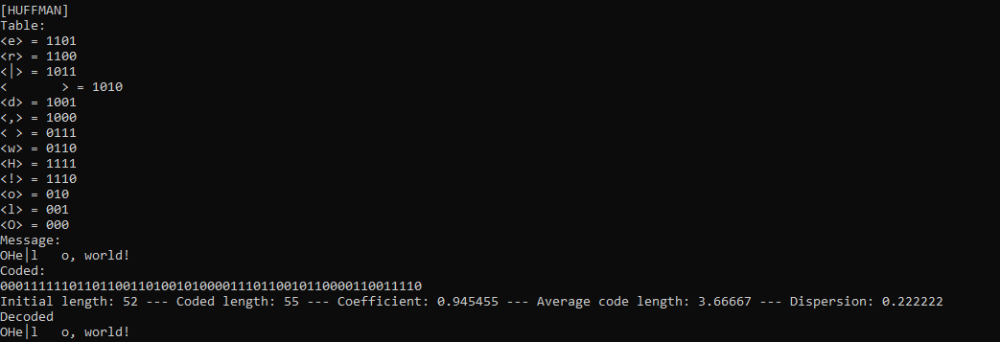 [HUFFMAN]
Table:
<e> = 1101
<r> = 1100
<|> = 1011
<       > = 1010
<d> = 1001
<,> = 1000
< > = 0111
<w> = 0110
<H> = 1111
<!> = 1110
<o> = 010
<l> = 001
<O> = 000
Message:
OHe|l   o, world!
Coded:
0001111110110110011010010100001110110010110000110011110
Initial length: 52 --- Coded length: 55 --- Coefficient: 0.945455 --- Average code length: 3.66667 --- Dispersion: 0.222222
Decoded
OHe|l   o, world!